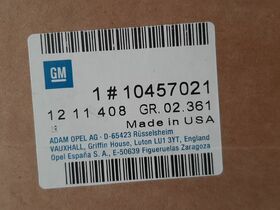 GM
1#10457021
12 11 408 GR. 02.361
Made in USA
ADAM OPEL AG - D-65423 Rüsselsheim
VAUXHALL, Griffin House, Luton LU1 3YT, England
Opel España S. A., E-50639 Figueruelas Zaragoza